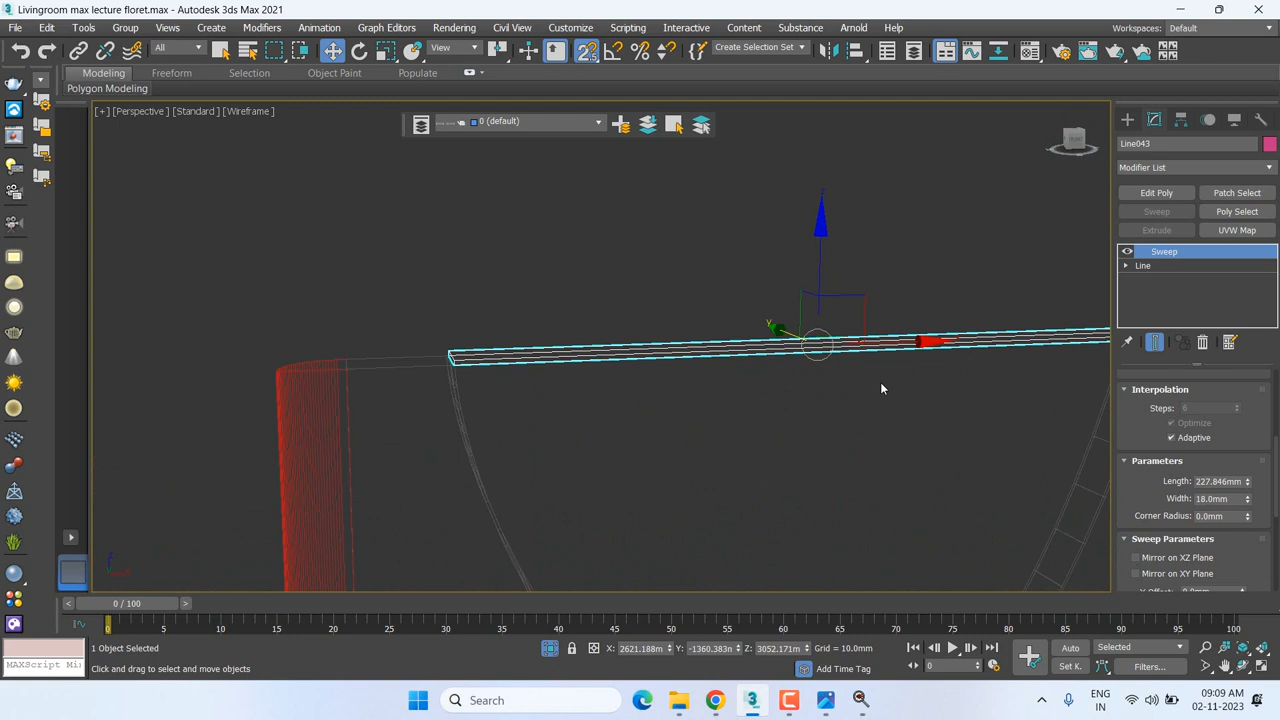 Livingroom max lecture floret.max - Autodesk 3ds Max 2021
File Edit Tools Group Views Create Modifiers Animation Graph Editors Rendering Civil View Customize Scripting Interactive Content Substance Arnold Help
Workspaces: Default
All
View
Create Selection Set
Modeling Freeform Selection Object Paint Populate
Polygon Modeling
[+] [Perspective] [Standard] [Wireframe]
0 (default)
Line043
Modifier List
Edit Poly Patch Select
Sweep Poly Select
Extrude UVW Map
Sweep
Line
Interpolation
Steps: 6
Optimize
Adaptive
Parameters
Length: 227.846mm
Width: 18.0mm
Corner Radius: 0.0mm
Sweep Parameters
Mirror on XZ Plane
Mirror on XY Plane
0 / 100
0 5 10 15 20 25 30 35 40 45 50 55 60 65 70 75 80 85 90 95 100
1 Object Selected
X: 2621.188m Y: -1360.383m Z: 3052.171m Grid = 10.0mm
Auto Selected
MAXScript Mi
Click and drag to select and move objects
Add Time Tag
0
Set K. Filters...
Search
ENG
IN
09:09 AM
02-11-2023